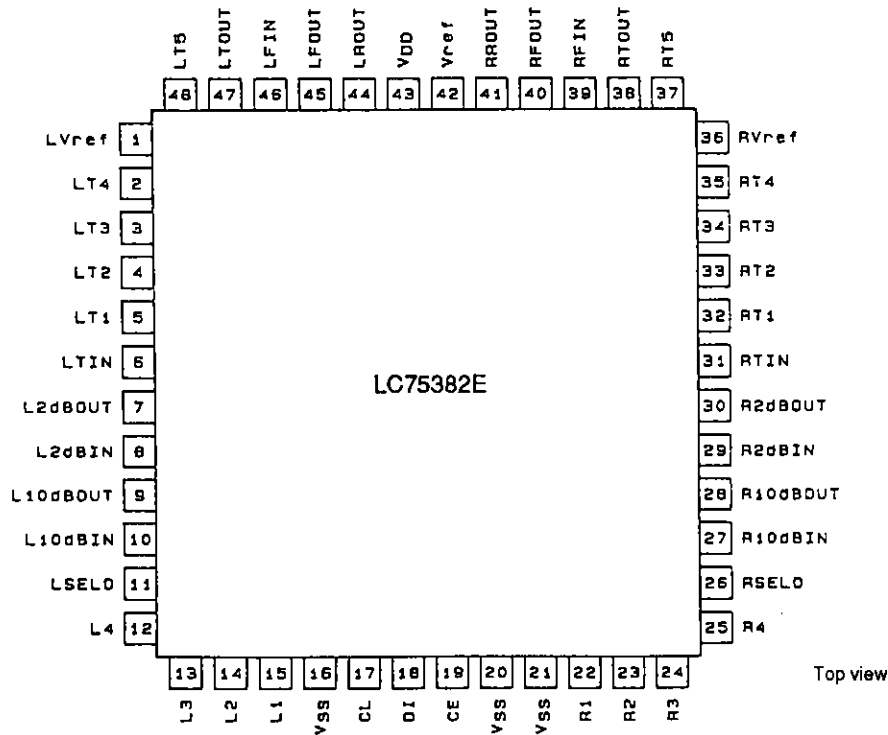 LT5 LTOUT LFIN LFOUT LROUT VDD Vref RROUT RFOUT RFIN RTOUT RT5
48 47 46 45 44 43 42 41 40 39 38 37
LVref 1 36 RVref
LT4 2 35 RT4
LT3 3 34 RT3
LT2 4 33 RT2
LT1 5 32 RT1
LTIN 6 31 RTIN
LC75382E
L2dBOUT 7 30 R2dBOUT
L2dBIN 8 29 R2dBIN
L10dBOUT 9 28 R10dBOUT
L10dBIN 10 27 R10dBIN
LSELO 11 26 RSELO
L4 12 25 R4
13 14 15 16 17 18 19 20 21 22 23 24
L3 L2 L1 VSS CL DI CE VSS VSS R1 R2 R3
Top view